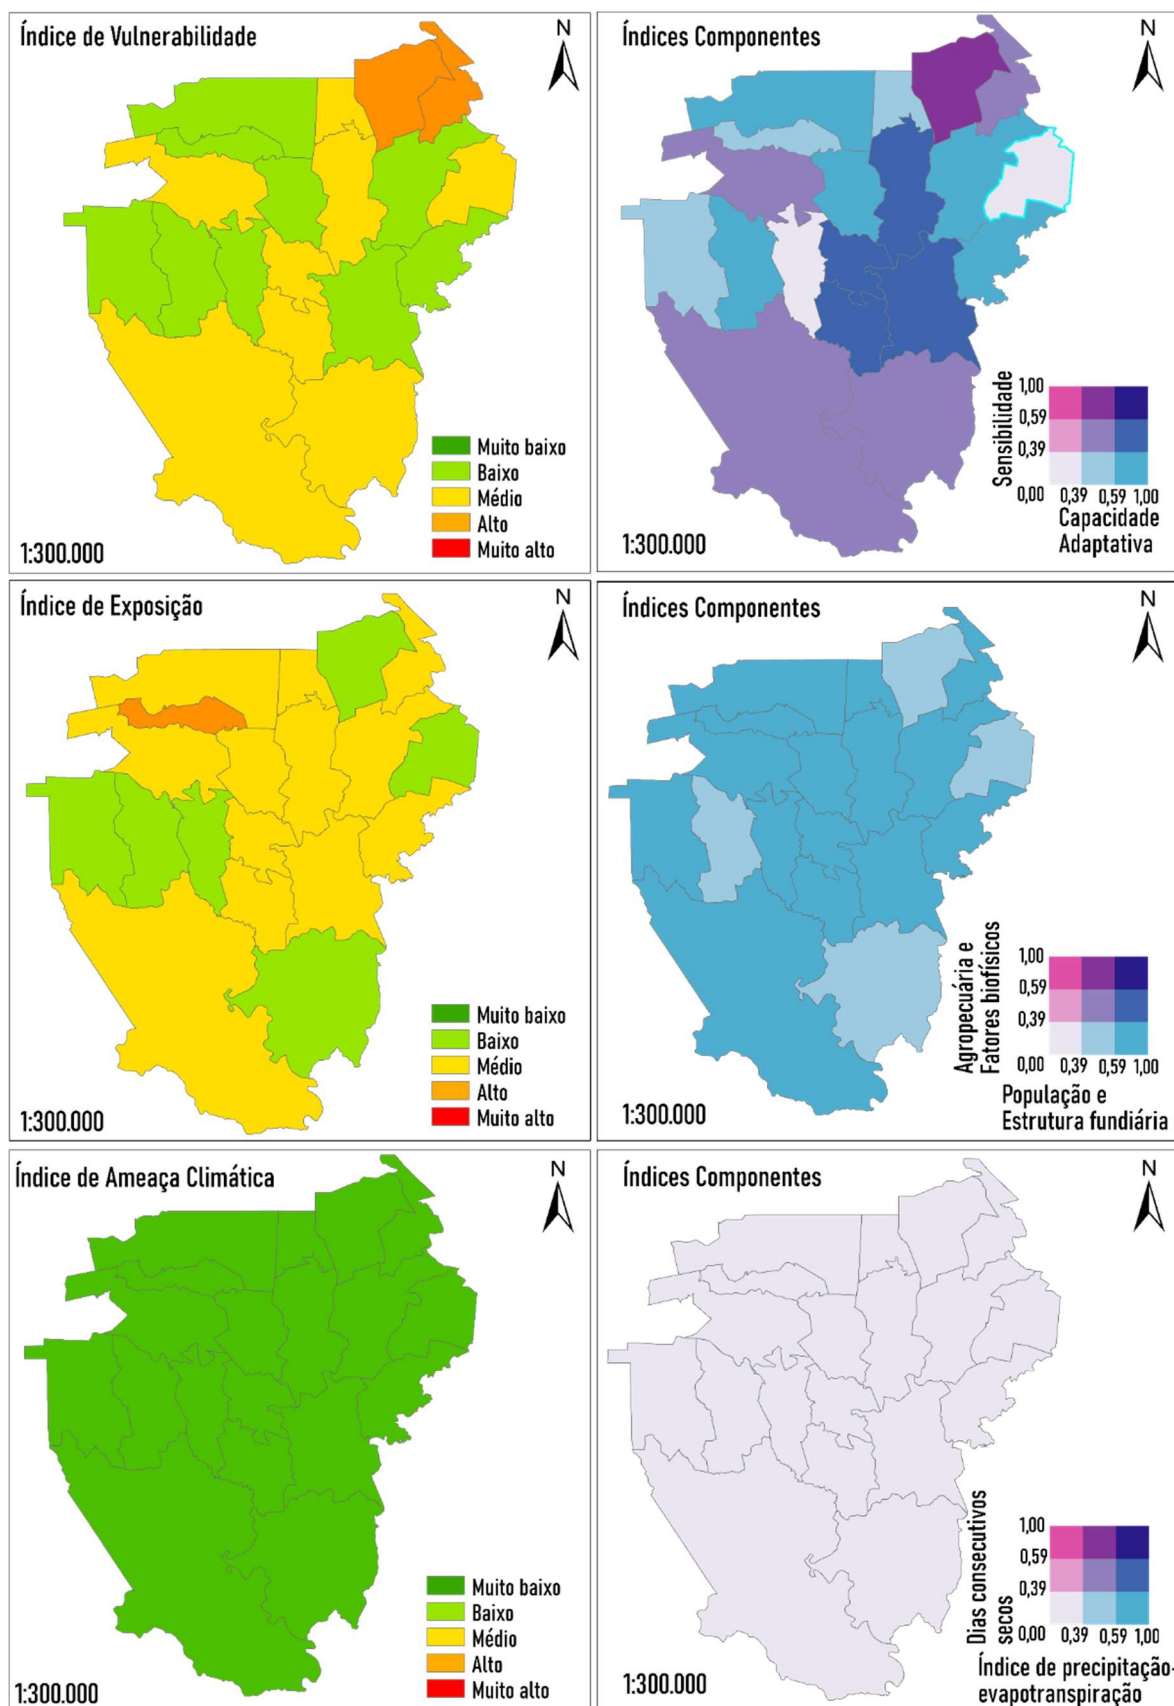 Índice de Vulnerabilidade
N
Muito baixo
Baixo
Médio
Alto
Muito alto
1:300.000
Índices Componentes
N
Sensibilidade
1,00
0,59
0,39
0,00
0,39
0,59
1,00
Capacidade
Adaptativa
1:300.000
Índice de Exposição
N
Muito baixo
Baixo
Médio
Alto
Muito alto
1:300.000
Índices Componentes
N
Agropecuária e
Fatores biofísicos
1,00
0,59
0,39
0,00
0,39
0,59
1,00
População e
Estrutura fundiária
1:300.000
Índice de Ameaça Climática
N
Muito baixo
Baixo
Médio
Alto
Muito alto
1:300.000
Índices Componentes
N
Dias consecutivos
secos
1,00
0,59
0,39
0,00
0,39
0,59
1,00
Índice de precipitação-
evapotranspiração
1:300.000